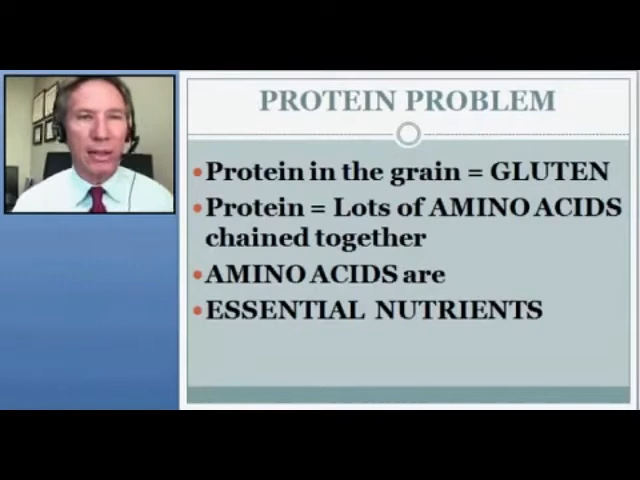 PROTEIN PROBLEM
Protein in the grain = GLUTEN
Protein = Lots of AMINO ACIDS
chained together
AMINO ACIDS are
ESSENTIAL NUTRIENTS